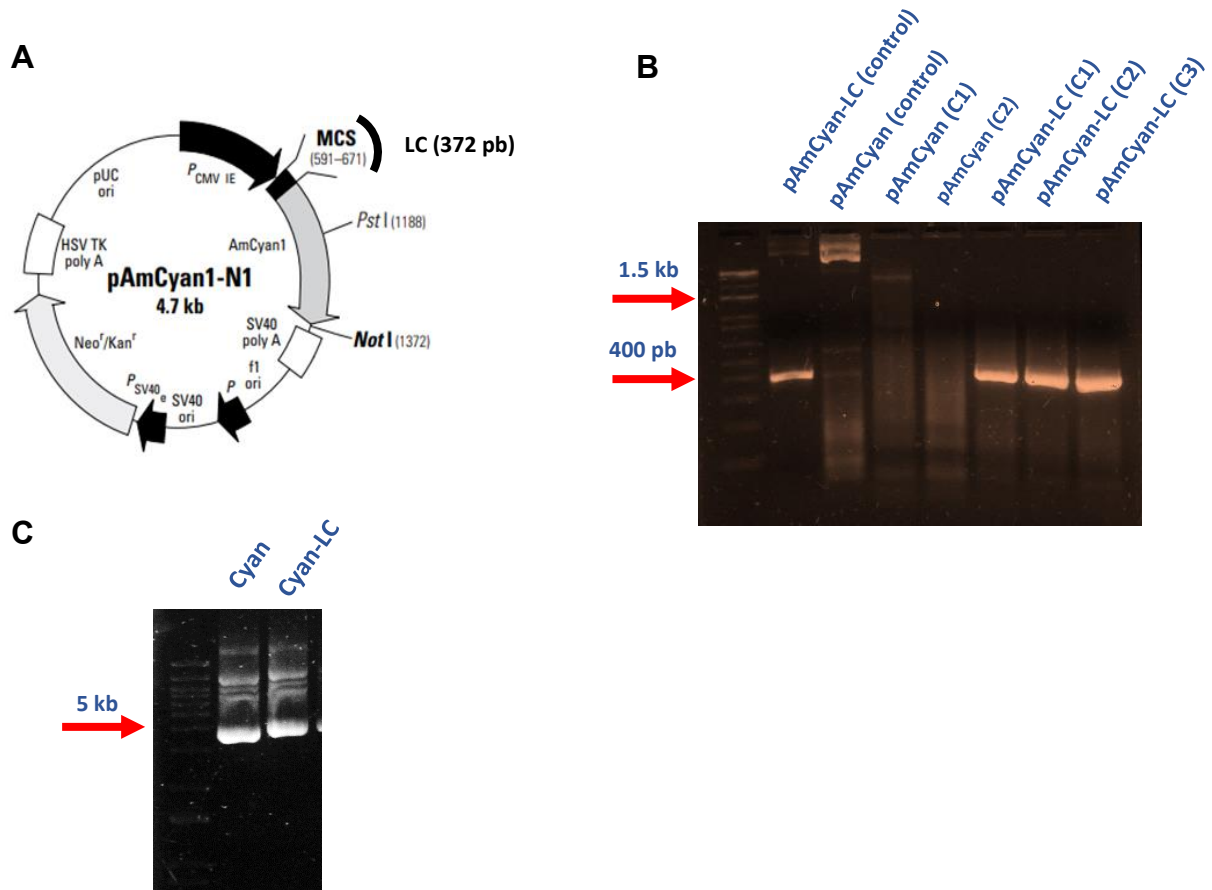 A
MCS
(591–671)
LC (372 pb)
P CMV IE
pUC
ori
Pst I (1188)
AmCyan1
HSV TK
poly A
pAmCyan1-N1
4.7 kb
SV40
poly A
Not I (1372)
Neor/Kanr
f1
ori
P
P SV40 e
SV40
ori
B
pAmCyan-LC (control)
pAmCyan (control)
pAmCyan (C1)
pAmCyan (C2)
pAmCyan-LC (C1)
pAmCyan-LC (C2)
pAmCyan-LC (C3)
1.5 kb
400 pb
C
Cyan
Cyan-LC
5 kb